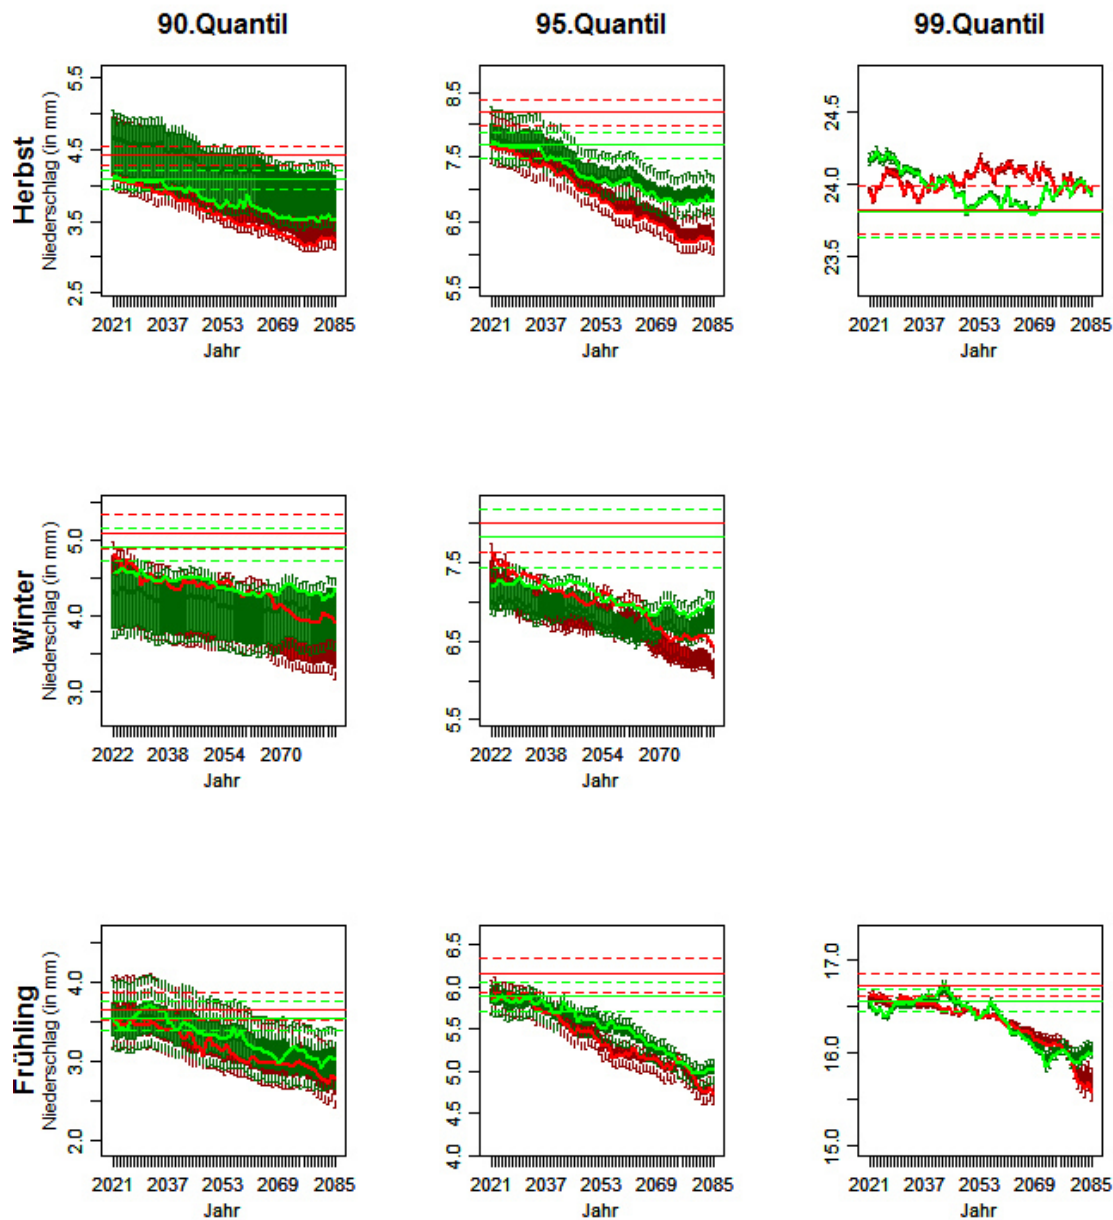 90.Quantil 95.Quantil 99.Quantil
Herbst
Niederschlag (in mm)
5.5
4.5
3.5
2.5
2021 2037 2053 2069 2085
Jahr
8.5
7.5
6.5
5.5
2021 2037 2053 2069 2085
Jahr
24.5
24.0
23.5
2021 2037 2053 2069 2085
Jahr
Winter
Niederschlag (in mm)
5.0
4.0
3.0
2022 2038 2054 2070
Jahr
7.5
6.5
5.5
2022 2038 2054 2070
Jahr
Frühling
Niederschlag (in mm)
4.0
3.0
2.0
2021 2037 2053 2069 2085
Jahr
6.5
6.0
5.5
5.0
4.5
4.0
2021 2037 2053 2069 2085
Jahr
17.0
16.0
15.0
2021 2037 2053 2069 2085
Jahr